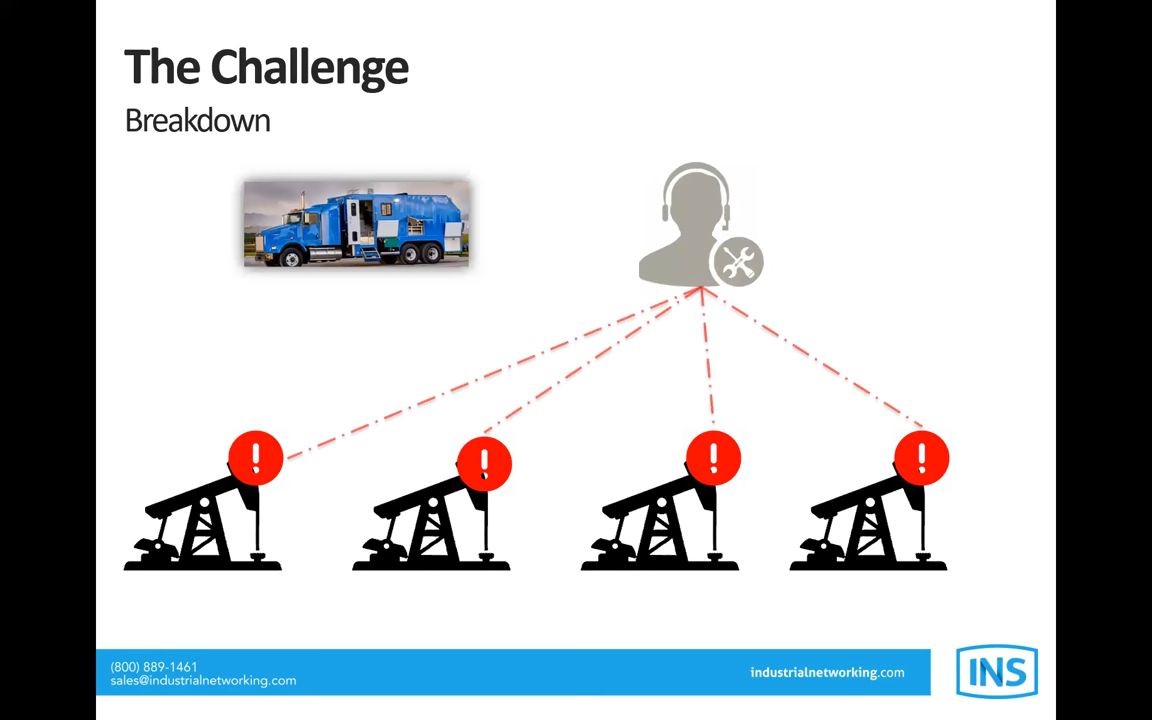 The Challenge
Breakdown
(800) 889-1461
sales@industrialnetworking.com
industrialnetworking.com
INS